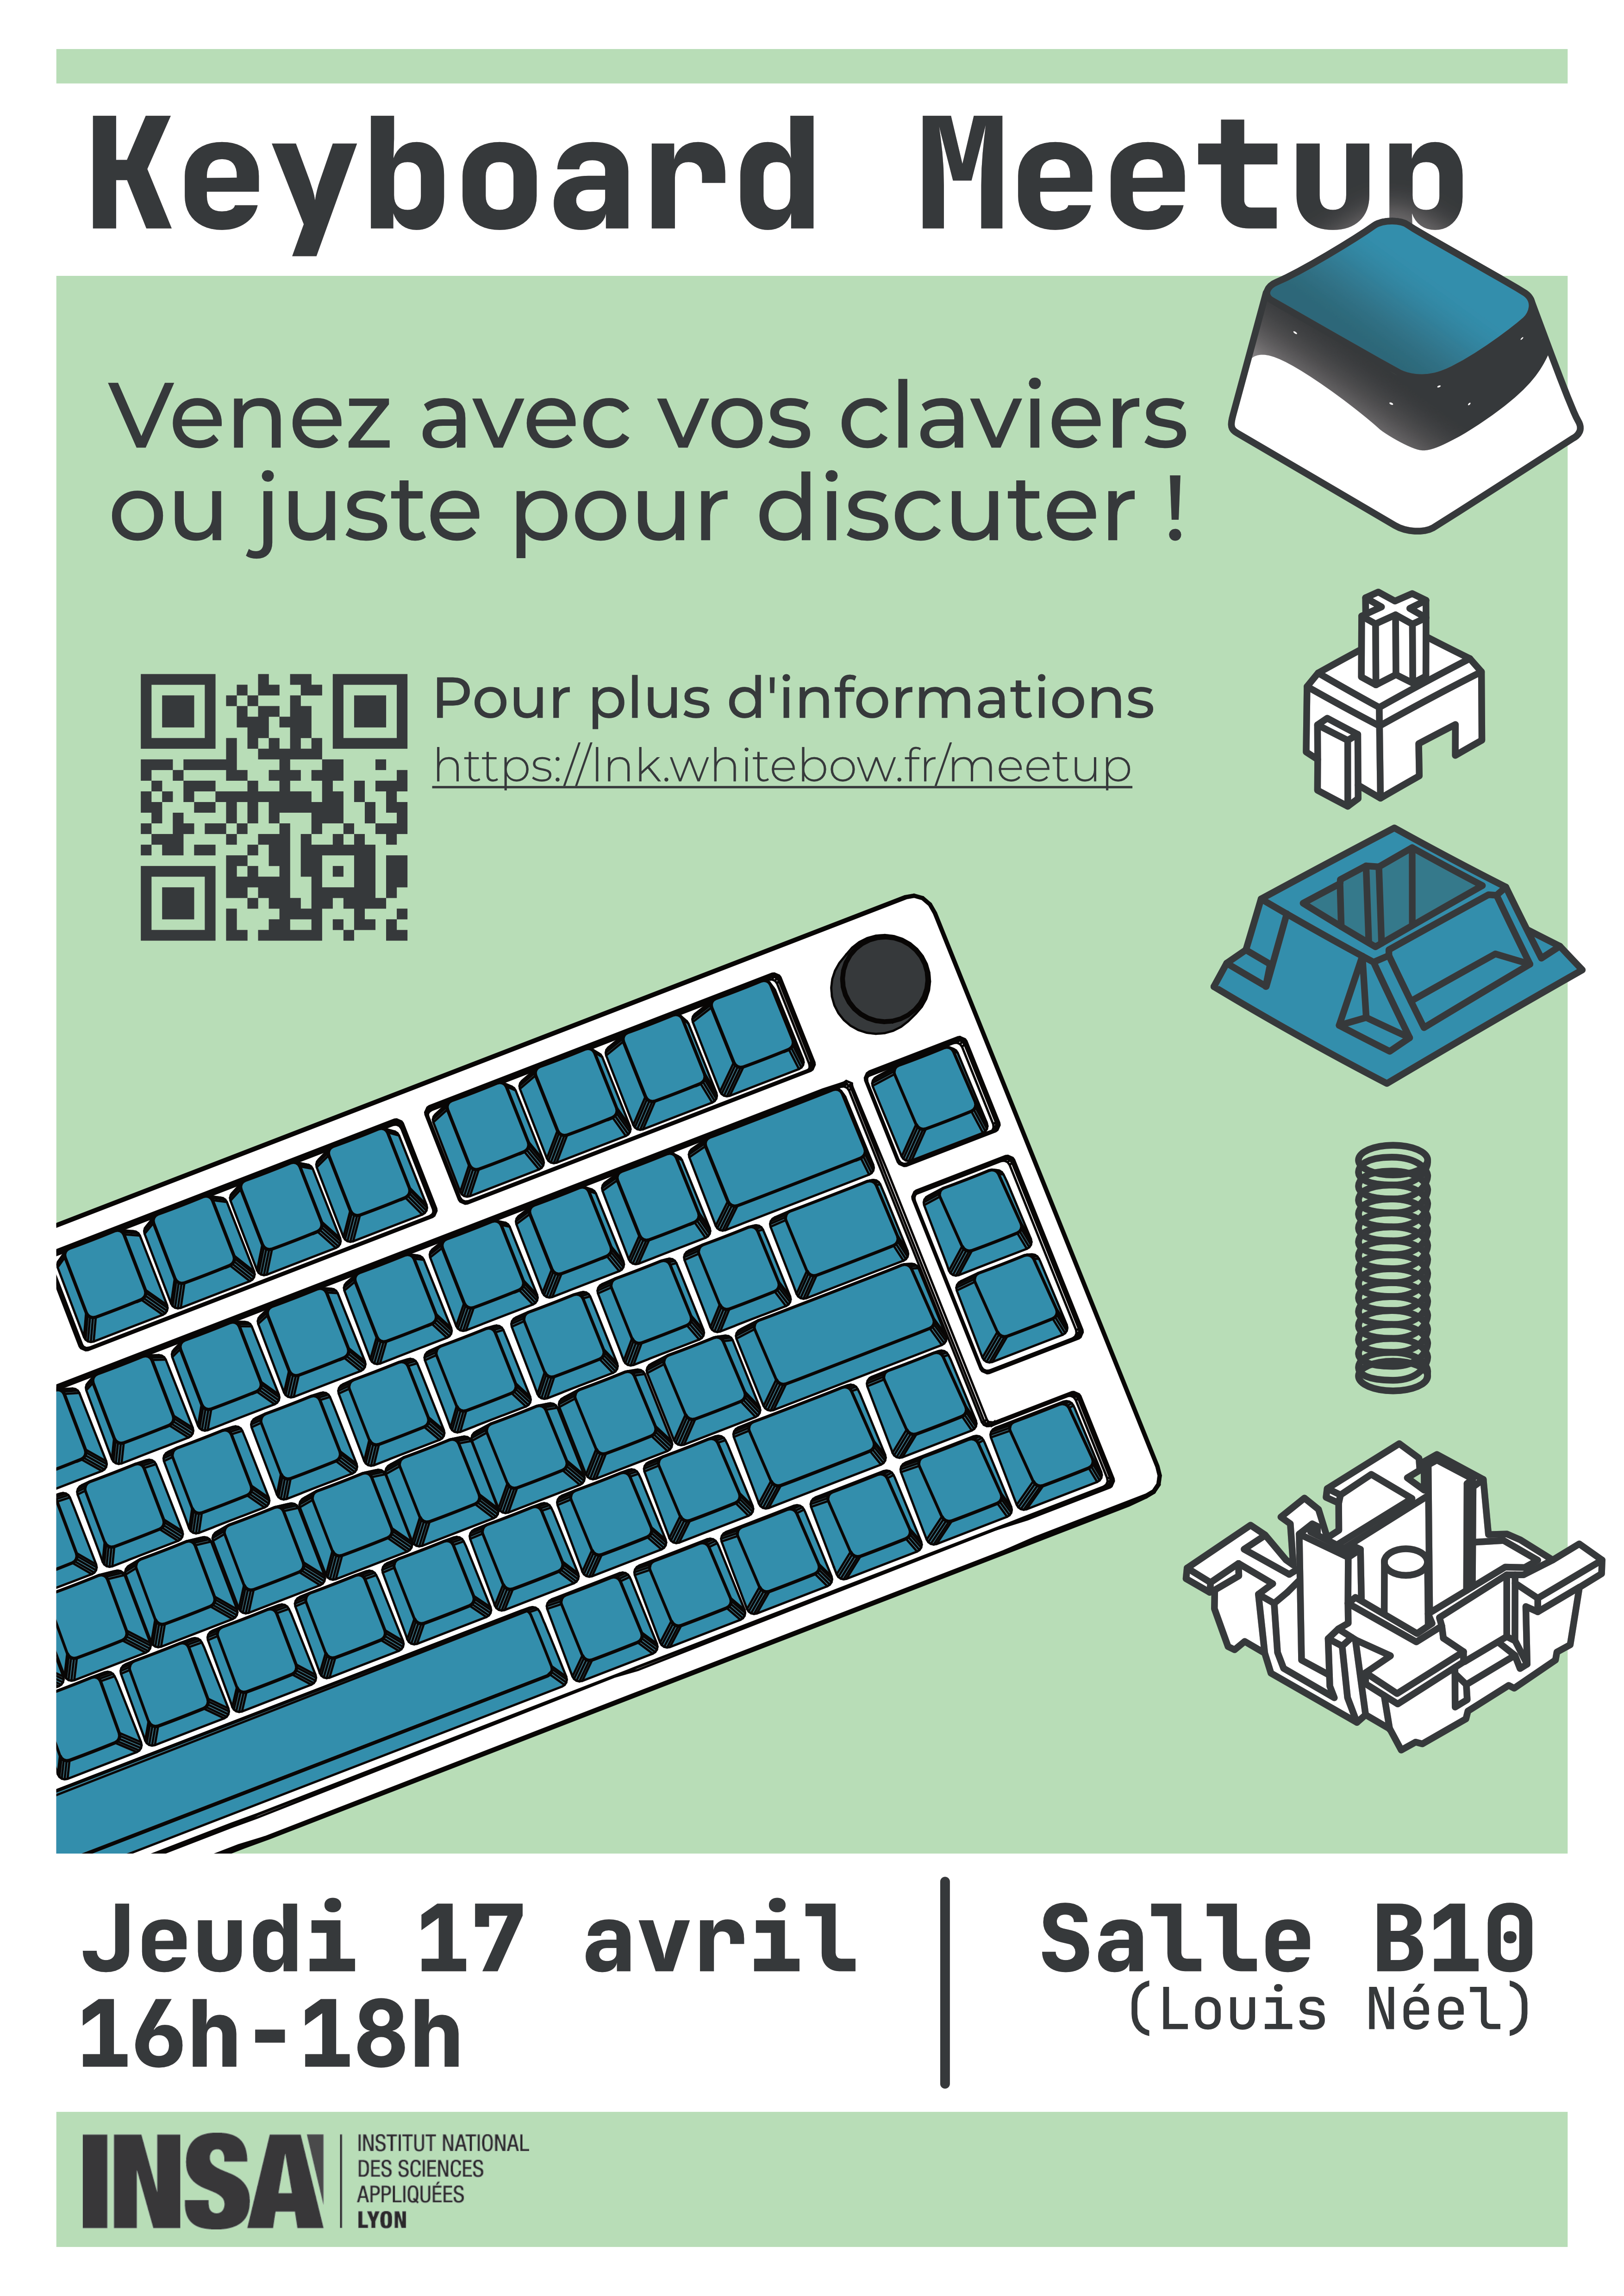 Keyboard Meetup
Venez avec vos claviers
ou juste pour discuter !
Pour plus d'informations
https://lnk.whitebow.fr/meetup
Jeudi 17 avril
16h-18h
Salle B10
(Louis Néel)
INSA
INSTITUT NATIONAL
DES SCIENCES
APPLIQUÉES
LYON